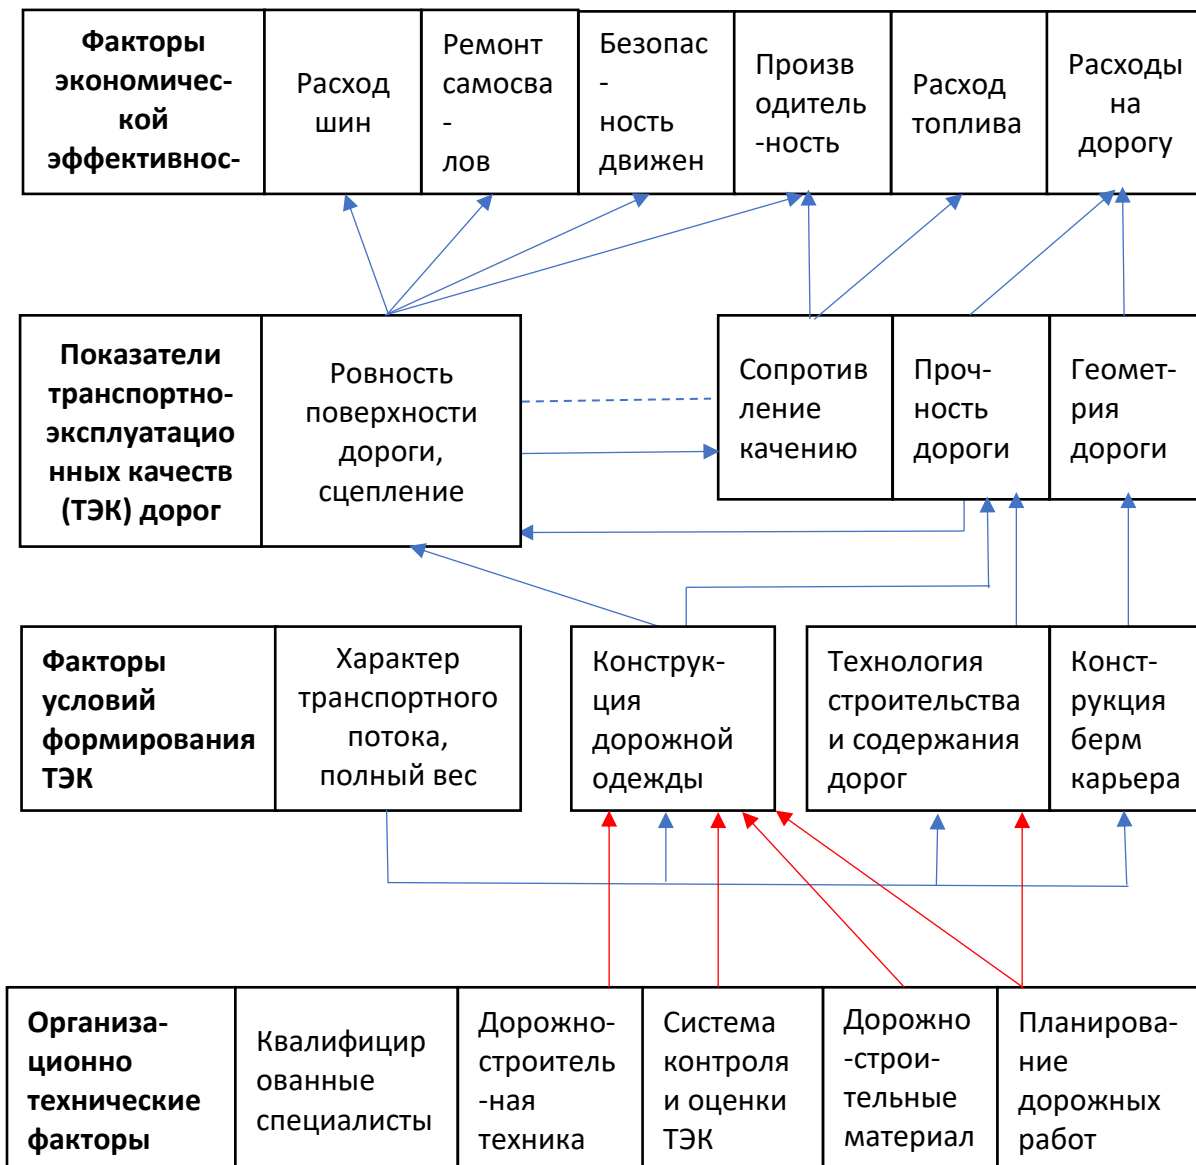 Факторы
экономичес-
кой
эффективнос-
Расход
шин
Ремонт
самосва
-
лов
Безопас
-
ность
движен
Произв
одитель
-ность
Расход
топлива
Расходы
на
дорогу
Показатели
транспортно-
эксплуатацио
нных качеств
(ТЭК) дорог
Ровность
поверхности
дороги,
сцепление
Сопротив
ление
качению
Проч-
ность
дороги
Геомет-
рия
дороги
Факторы
условий
формирования
ТЭК
Характер
транспортного
потока,
полный вес
Конструк-
ция
дорожной
одежды
Технология
строительства
и содержания
дорог
Конст-
рукция
берм
карьера
Организа-
ционно
технические
факторы
Квалифицир
ованные
специалисты
Дорожно-
строитель
-ная
техника
Система
контроля
и оценки
ТЭК
Дорожно
-строи-
тельные
материал
Планирова-
ние
дорожных
работ